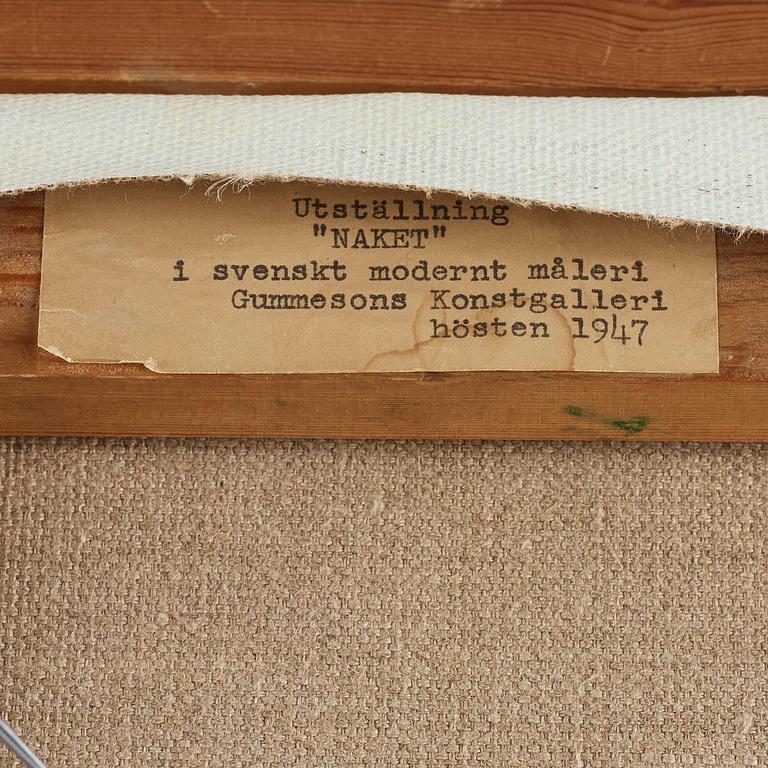 Utställning
"NAKET"
i svenskt modernt måleri
Gummesons Konstgalleri
hösten 1947